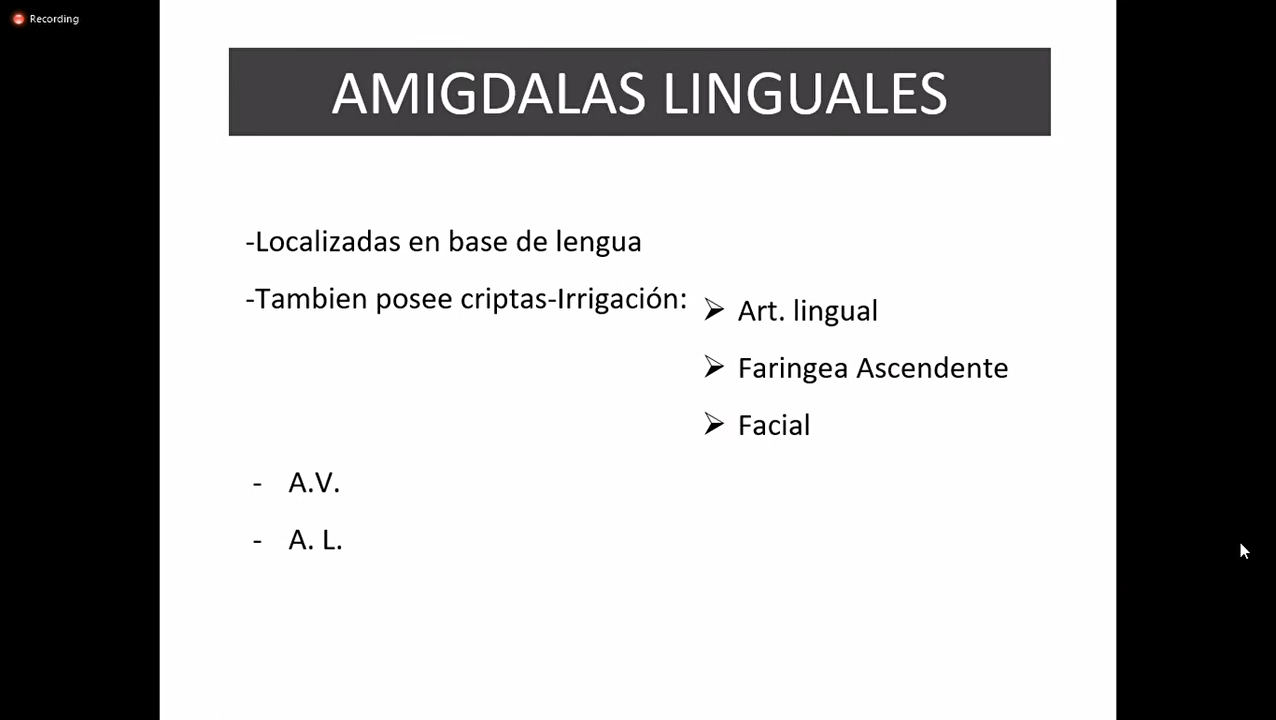 Recording
AMIGDALAS LINGUALES
-Localizadas en base de lengua
-Tambien posee criptas-Irrigación:
➢ Art. lingual
➢ Faringea Ascendente
➢ Facial
- A.V.
- A. L.